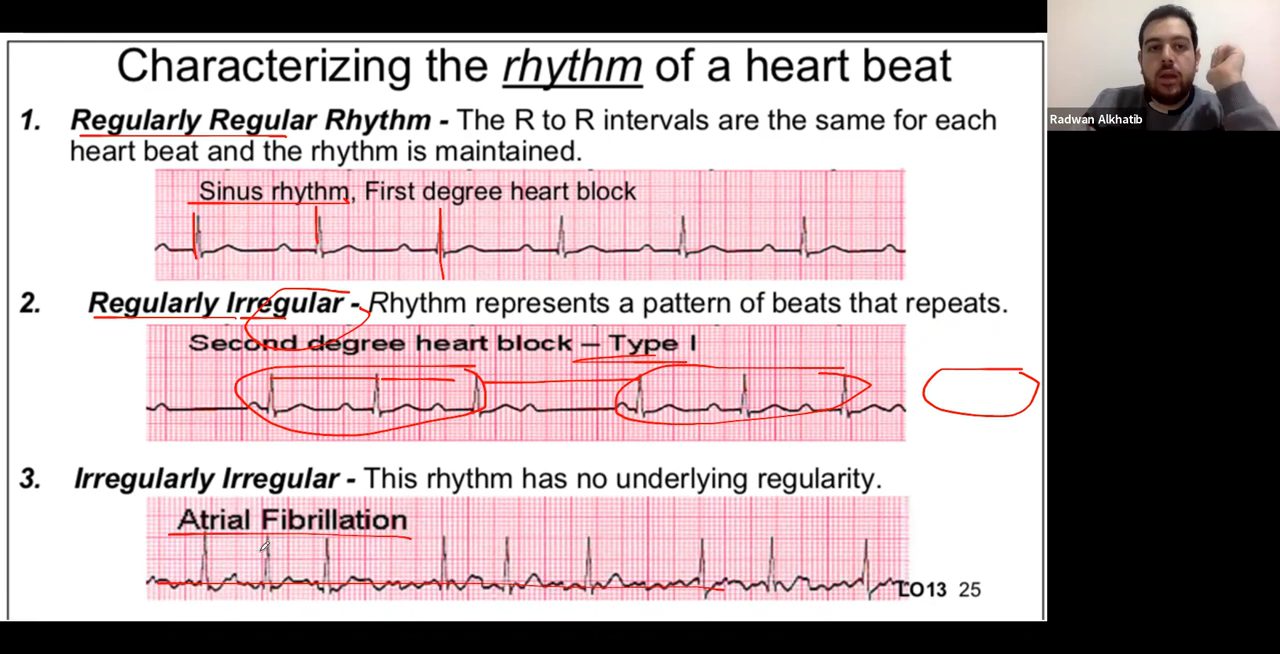 Characterizing the rhythm of a heart beat
Radwan Alkhatib
1. Regularly Regular Rhythm - The R to R intervals are the same for each
heart beat and the rhythm is maintained.
Sinus rhythm, First degree heart block
2. Regularly Irregular - Rhythm represents a pattern of beats that repeats.
Second degree heart block – Type I
3. Irregularly Irregular - This rhythm has no underlying regularity.
Atrial Fibrillation
LO13 25